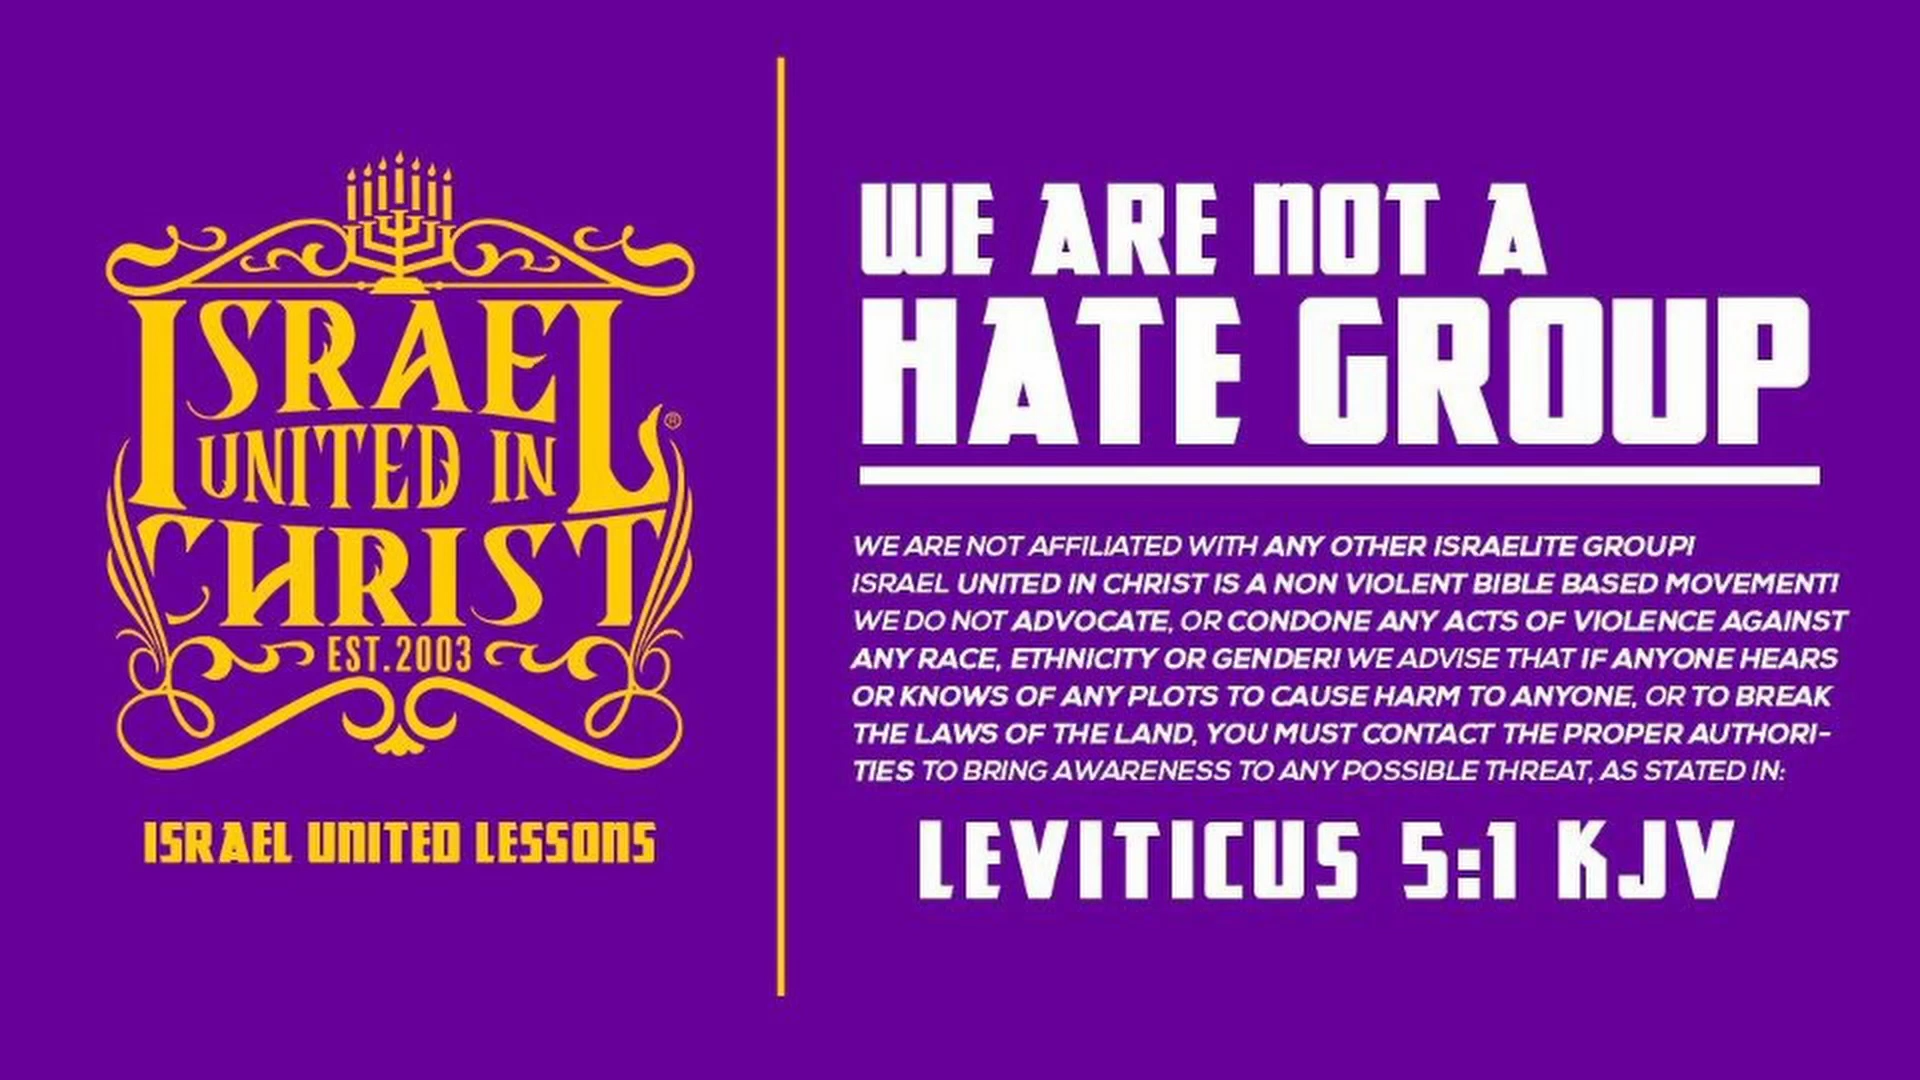 ISRAEL
UNITED IN
CHRIST
®
EST.2003
ISRAEL UNITED LESSONS
WE ARE NOT A
HATE GROUP
WE ARE NOT AFFILIATED WITH ANY OTHER ISRAELITE GROUP!
ISRAEL UNITED IN CHRIST IS A NON VIOLENT BIBLE BASED MOVEMENT!
WE DO NOT ADVOCATE, OR CONDONE ANY ACTS OF VIOLENCE AGAINST
ANY RACE, ETHNICITY OR GENDER! WE ADVISE THAT IF ANYONE HEARS
OR KNOWS OF ANY PLOTS TO CAUSE HARM TO ANYONE, OR TO BREAK
THE LAWS OF THE LAND, YOU MUST CONTACT THE PROPER AUTHORI-
TIES TO BRING AWARENESS TO ANY POSSIBLE THREAT, AS STATED IN:
LEVITICUS 5:1 KJV